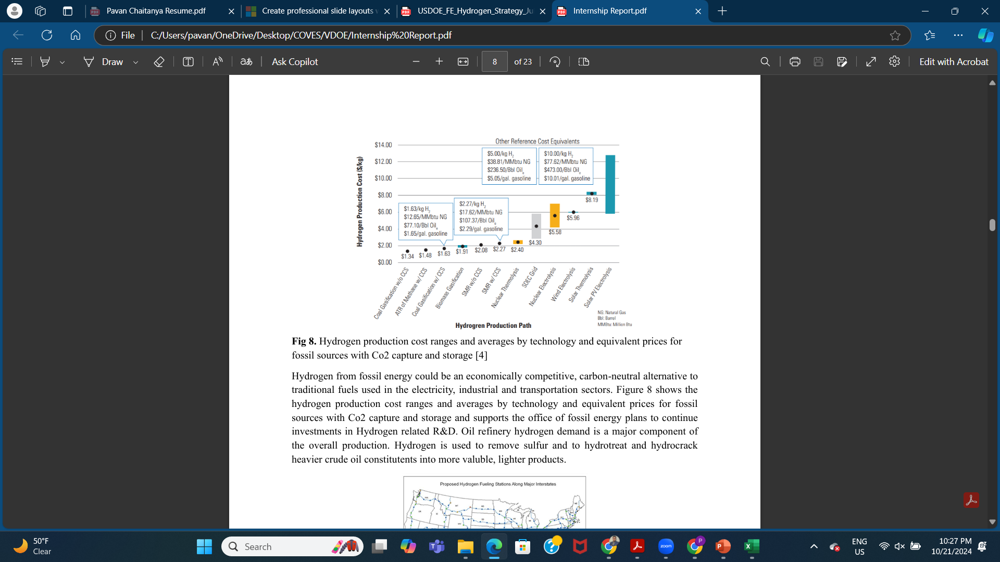 Pavan Chaitanya Resume.pdf
Create professional slide layouts
USDOE_FE_Hydrogen_Strategy_Ju
Internship Report.pdf
File
C:/Users/pavan/OneDrive/Desktop/COVES/VDOE/Internship%20Report.pdf
Draw
Ask Copilot
8 of 23
Edit with Acrobat
Other Reference Cost Equivalents
$14.00
$12.00
$10.00
$8.00
$6.00
$4.00
$2.00
$0.00
Hydrogen Production Cost ($/kg)
$5.00/kg H2
$38.81/MMbtu NG
$236.50/Bbl Oile
$5.05/gal. gasoline
$10.00/kg H2
$77.62/MMbtu NG
$473.00/Bbl Oile
$10.01/gal. gasoline
$1.63/kg H2
$12.65/MMbtu NG
$77.10/Bbl Oile
$1.65/gal. gasoline
$2.27/kg H2
$17.62/MMbtu NG
$107.37/Bbl Oile
$2.29/gal. gasoline
$1.34
$1.48
$1.63
$1.91
$2.08
$2.27
$2.40
$4.30
$5.58
$5.96
$8.19
Coal Gasification w/o CCS
ATR of Methane w/ CCS
Coal Gasification w/ CCS
Biomass Gasification
SMR w/o CCS
SMR w/ CCS
Nuclear Thermolysis
SOEC Grid
Nuclear Electrolysis
Wind Electrolysis
Solar Thermolysis
Solar PV Electrolysis
NG: Natural Gas
Bbl: Barrel
MMBtu: Million Btu
Hydrogren Production Path
Fig 8. Hydrogen production cost ranges and averages by technology and equivalent prices for
fossil sources with Co2 capture and storage [4]
Hydrogen from fossil energy could be an economically competitive, carbon-neutral alternative to
traditional fuels used in the electricity, industrial and transportation sectors. Figure 8 shows the
hydrogen production cost ranges and averages by technology and equivalent prices for fossil
sources with Co2 capture and storage and supports the office of fossil energy plans to continue
investments in Hydrogen related R&D. Oil refinery hydrogen demand is a major component of
the overall production. Hydrogen is used to remove sulfur and to hydrotreat and hydrocrack
heavier crude oil constitutents into more valuble, lighter products.
Proposed Hydrogen Fueling Stations Along Major Interstates
50°F
Clear
Search
zoom
ENG
US
10:27 PM
10/21/2024